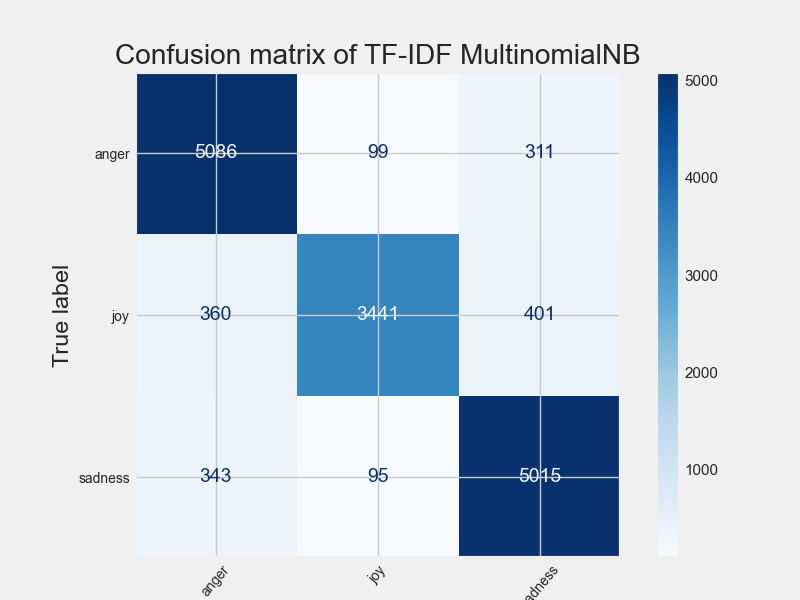 Confusion matrix of TF-IDF MultinomialNB
5000
anger 5086 99 311
4000
3000
True label
joy 360 3441 401
2000
sadness 343 95 5015
1000
anger joy adness